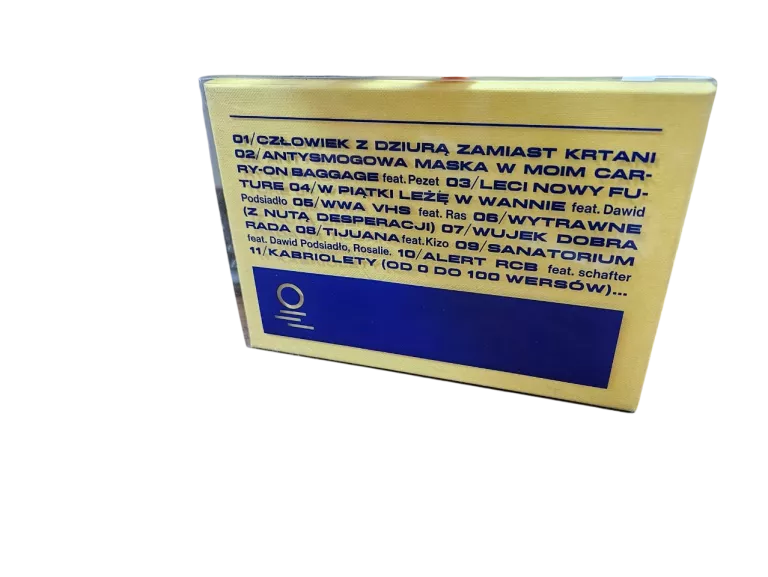 01/CZŁOWIEK Z DZIURĄ ZAMIAST KRTANI
02/ANTYSMOGOWA MASKA W MOIM CAR-
RY-ON BAGGAGE feat. Pezet 03/LECI NOWY FU-
TURE 04/W PIĄTKI LEŻĘ W WANNIE feat. Dawid
Podsiadło 05/WWA VHS feat. Ras 06/WYTRAWNE
(Z NUTĄ DESPERACJI) 07/WUJEK DOBRA
RADA 08/TIJUANA feat. Kizo 09/SANATORIUM
feat. Dawid Podsiadło, Rosalie. 10/ALERT RCB feat. schafter
11/KABRIOLETY (OD 0 DO 100 WERSÓW)...